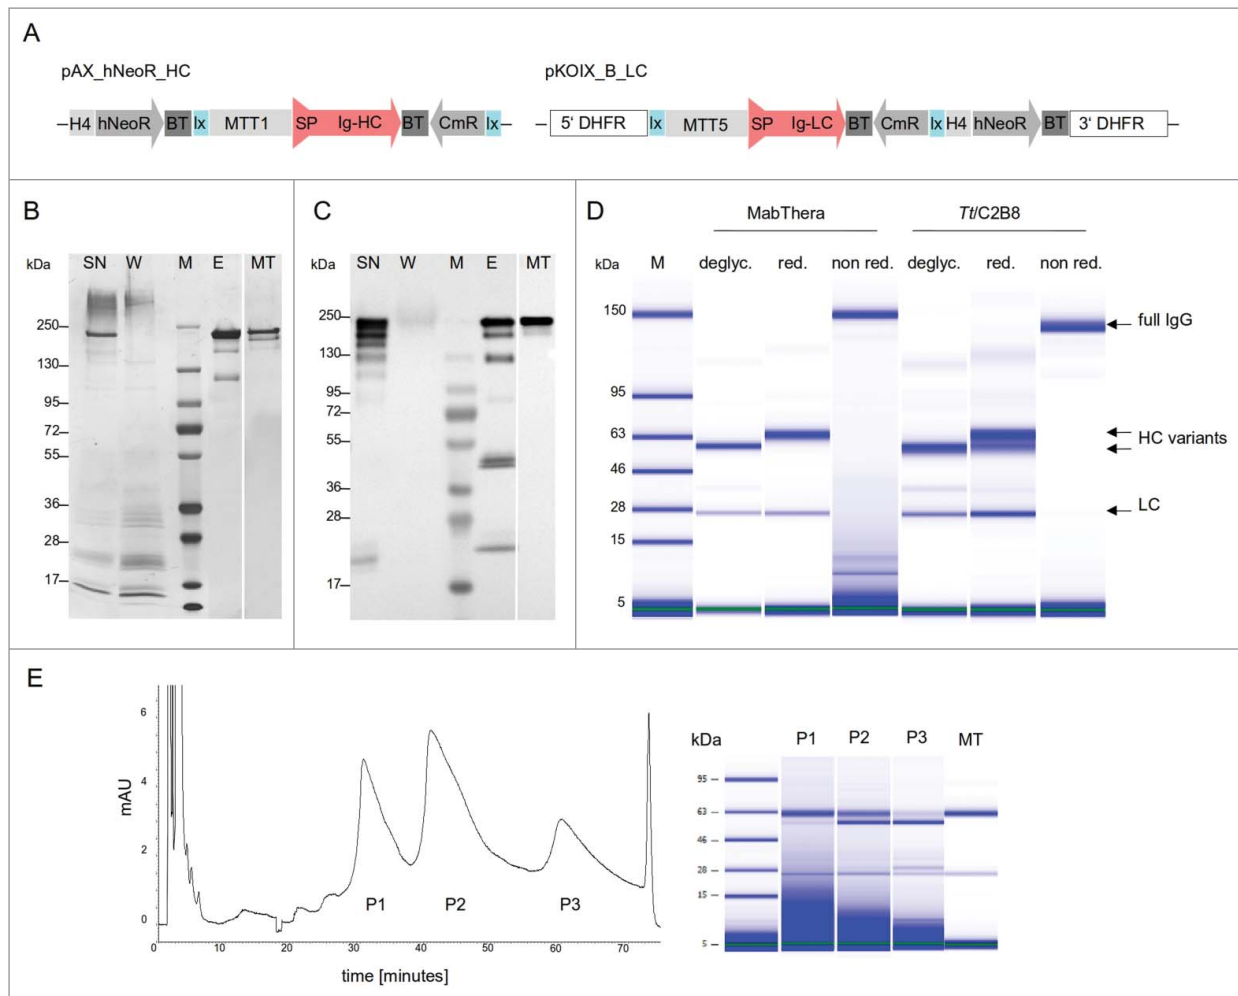 A
pAX_hNeoR_HC
pKOIX_B_LC
H4 hNeoR BT lx MTT1 SP Ig-HC BT CmR lx
5‘ DHFR lx MTT5 SP Ig-LC BT CmR lx H4 hNeoR BT 3‘ DHFR
B
kDa SN W M E MT
250
130
95
72
55
36
28
17
C
kDa SN W M E MT
250
130
95
72
55
36
28
17
D
MabThera Tt/C2B8
kDa M deglyc. red. non red. deglyc. red. non red.
150
95
63
46
28
15
5
full IgG
HC variants
LC
E
mAU
6
4
2
0
P1 P2 P3
0 10 20 30 40 50 60 70
time [minutes]
kDa P1 P2 P3 MT
95
63
46
28
15
5